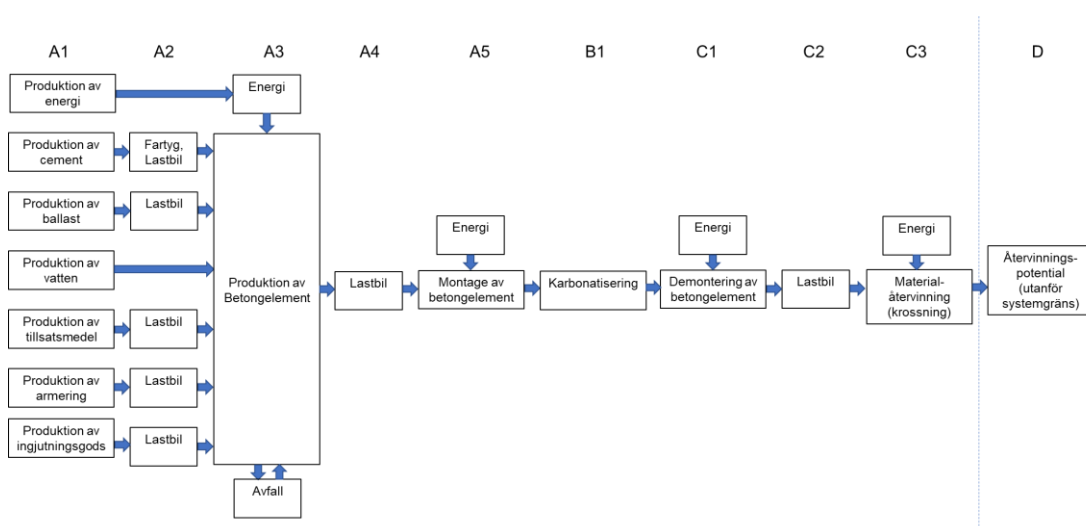 A1
A2
A3
A4
A5
B1
C1
C2
C3
D
Produktion av
energi
Energi
Produktion av
cement
Fartyg,
Lastbil
Produktion av
ballast
Lastbil
Produktion av
vatten
Produktion av
tillsatsmedel
Lastbil
Produktion av
armering
Lastbil
Produktion av
ingjutningsgods
Lastbil
Produktion av
Betongelement
Avfall
Lastbil
Energi
Montage av
betongelement
Karbonatisering
Energi
Demontering av
betongelement
Lastbil
Energi
Material-
återvinning
(krossning)
Återvinnings-
potential
(utanför
systemgräns)